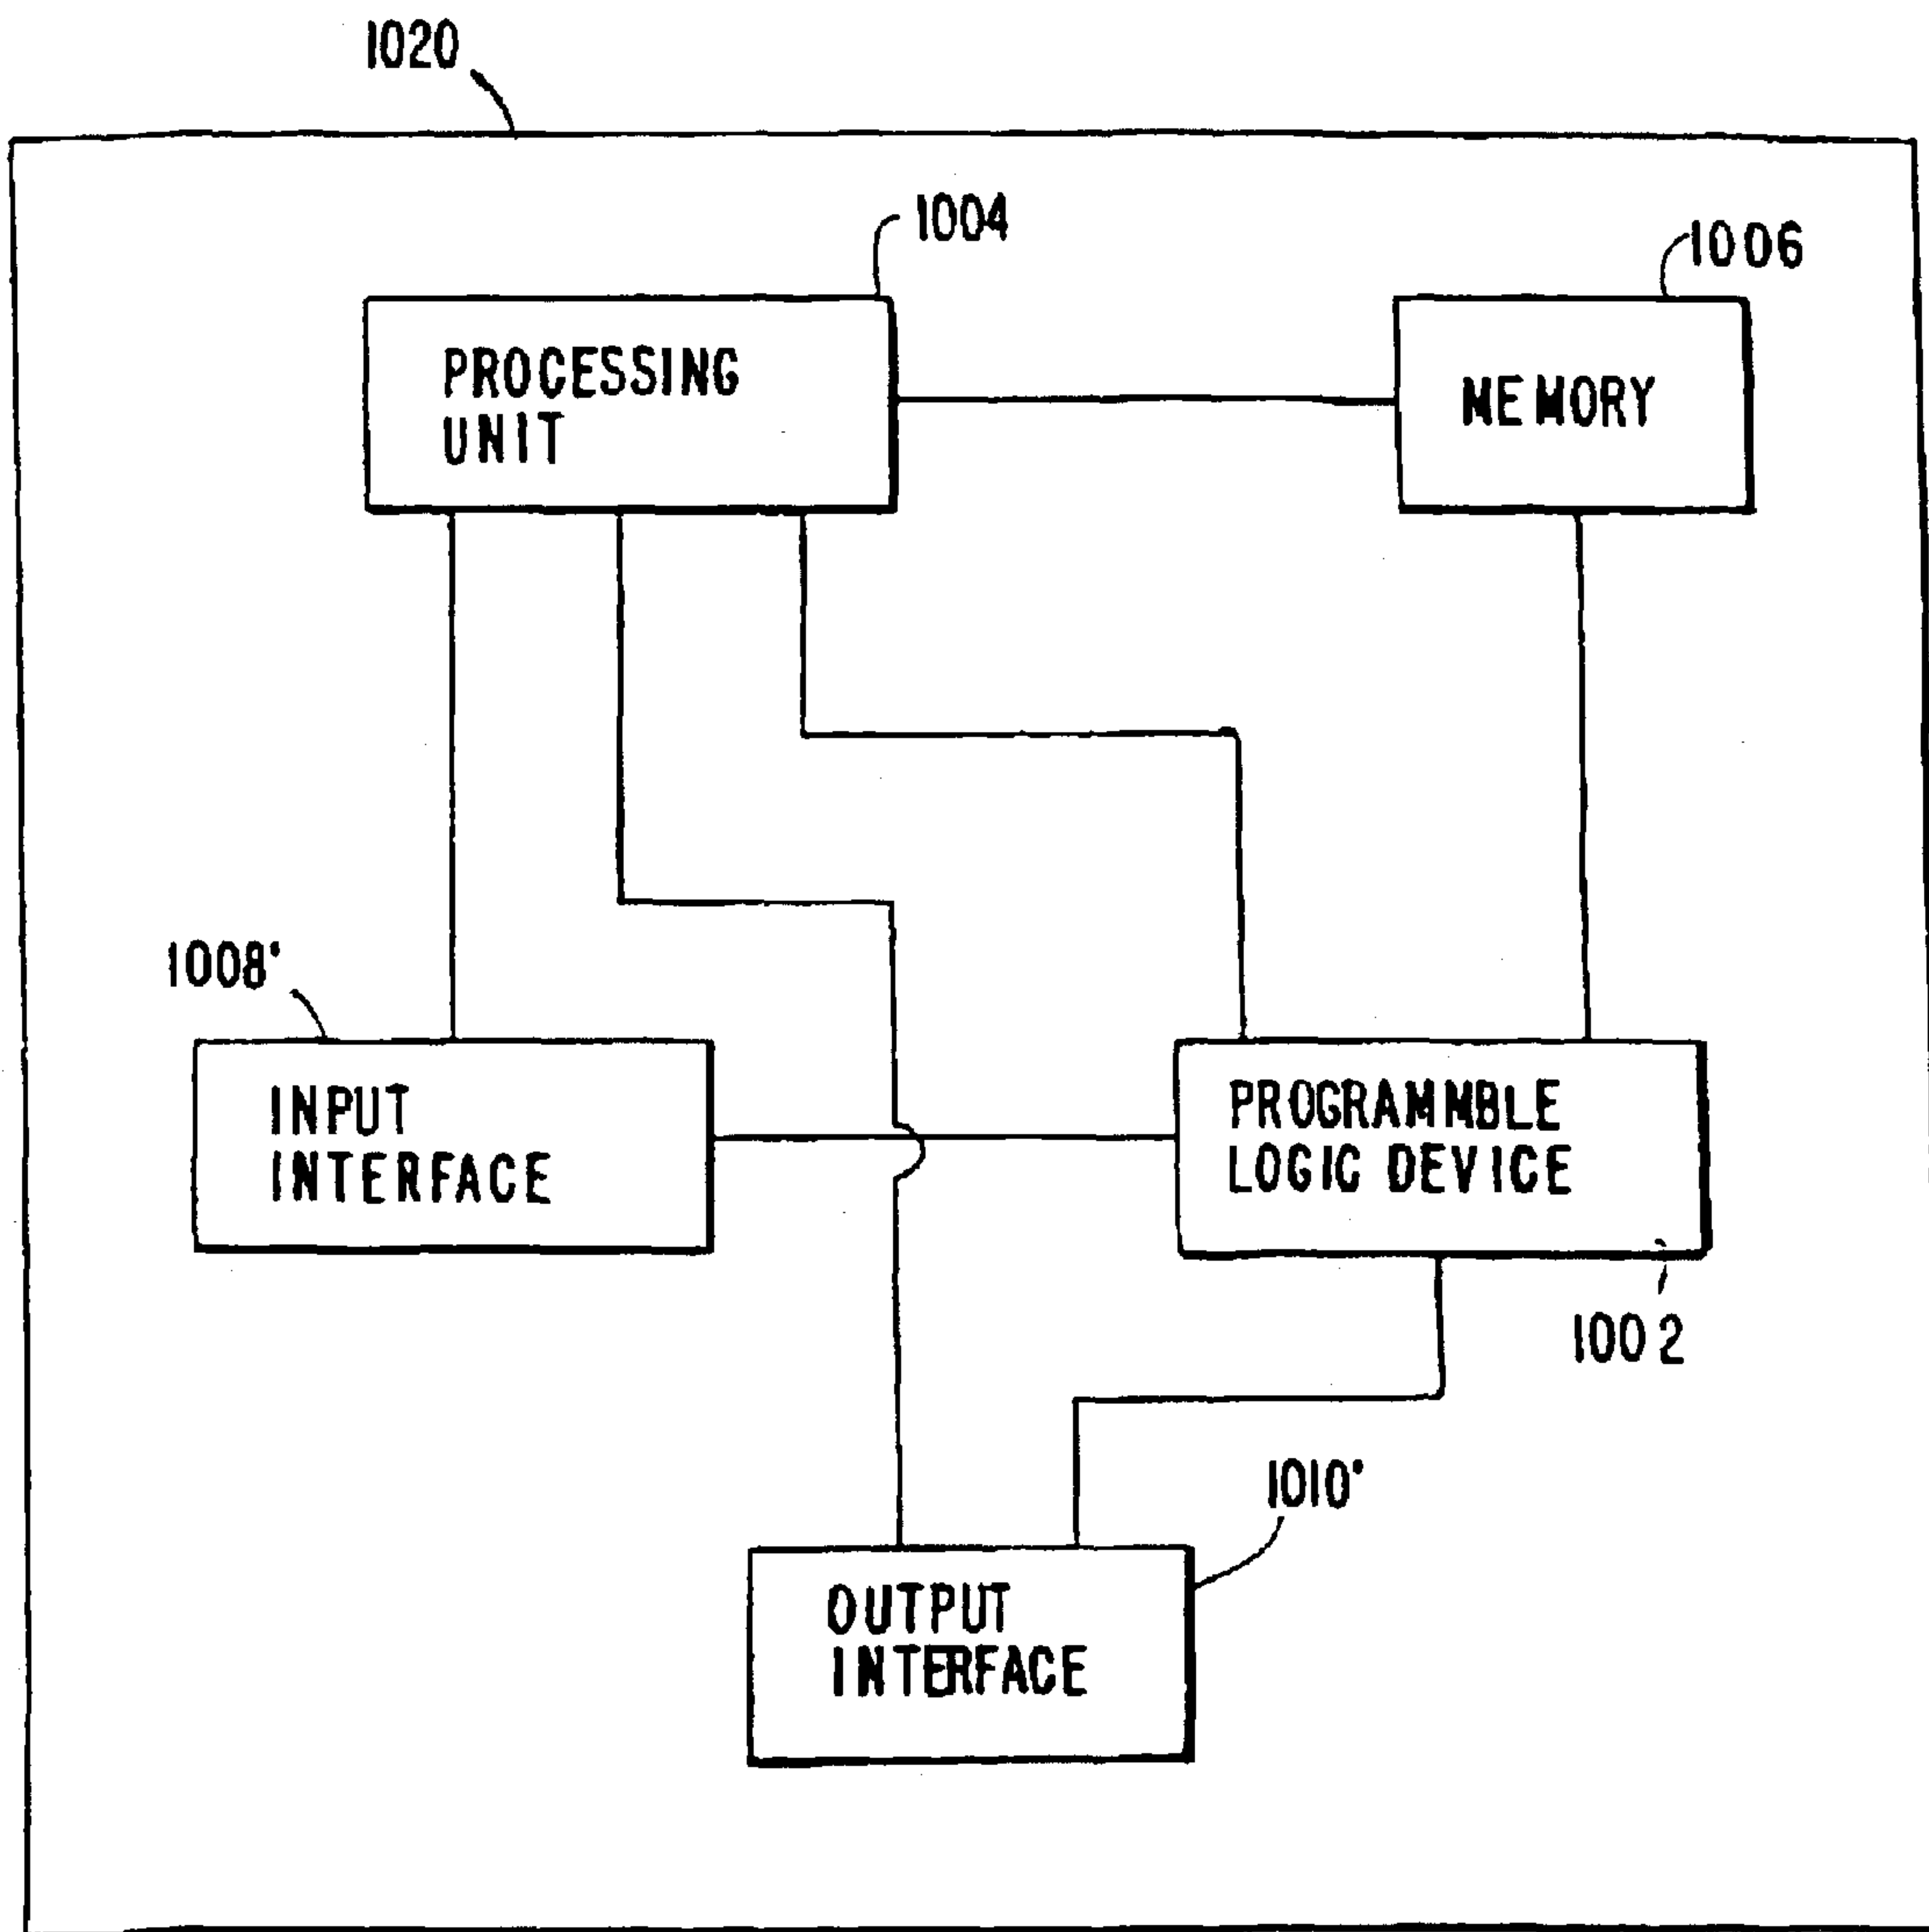 1020
1004
1006
PROCESSING
UNIT
MEMORY
1008'
INPUT
INTERFACE
PROGRAMMBLE
LOGIC DEVICE
1002
1010'
OUTPUT
INTERFACE